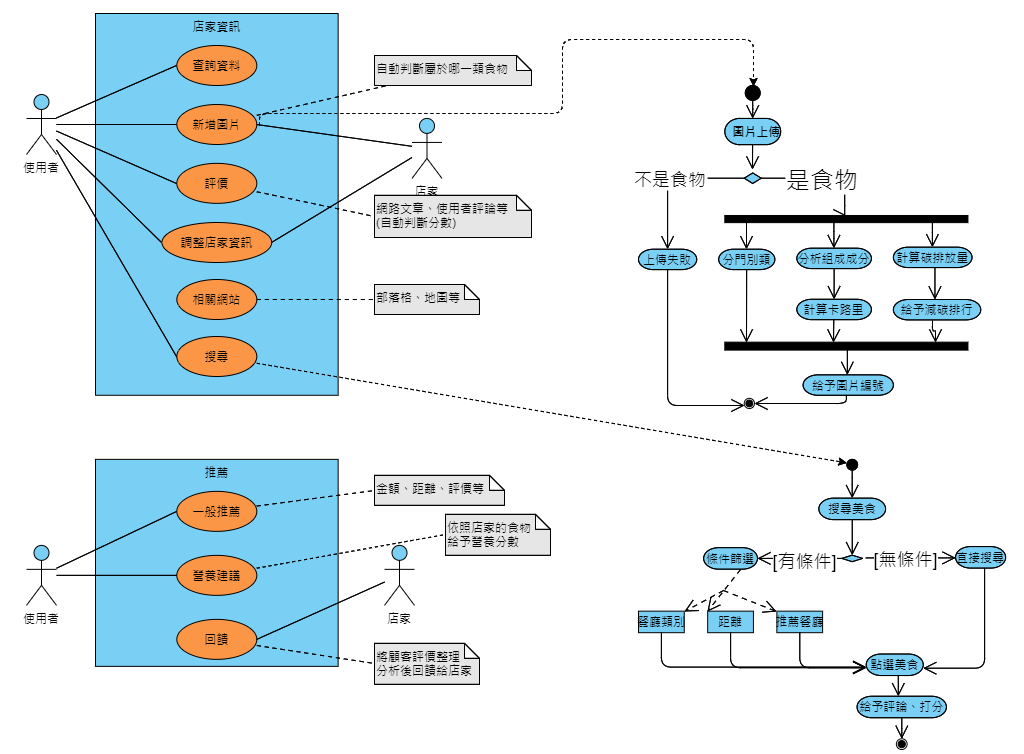 店家資訊
查詢資料
新增圖片
評價
調整店家資訊
相關網站
搜尋
使用者
店家
自動判斷屬於哪一類食物
網路文章、使用者評論等
(自動判斷分數)
部落格、地圖等
圖片上傳
不是食物
是食物
上傳失敗
分門別類
分析組成成分
計算碳排放量
計算卡路里
給予減碳排行
給予圖片編號
推薦
一般推薦
營養建議
回饋
使用者
店家
金額、距離、評價等
依照店家的食物
給予營養分數
將顧客評價整理
分析後回饋給店家
搜尋美食
條件篩選
[有條件]
[無條件]
直接搜尋
餐廳類別
距離
推薦餐廳
點選美食
給予評論、打分